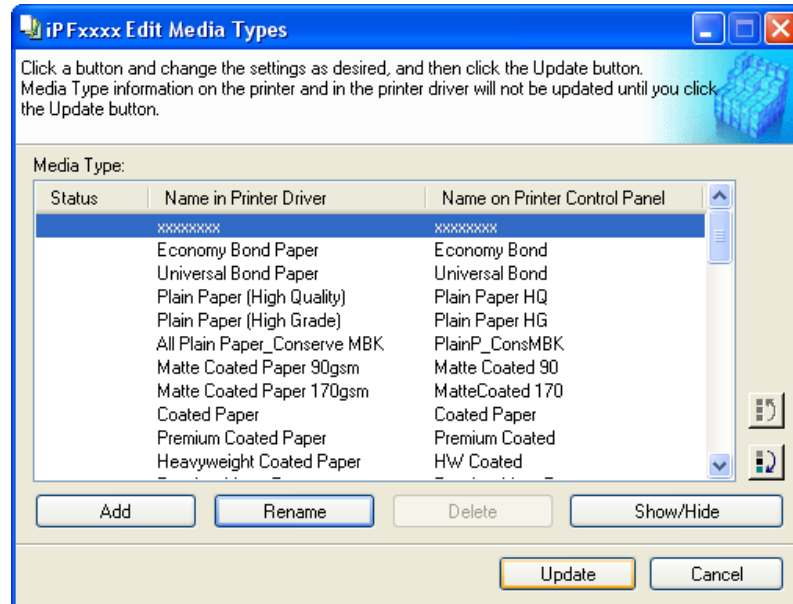 iPFxxxx Edit Media Types
Click a button and change the settings as desired, and then click the Update button.
Media Type information on the printer and in the printer driver will not be updated until you click
the Update button.
Media Type:
Status Name in Printer Driver Name on Printer Control Panel
xxxxxxxx xxxxxxxx
Economy Bond Paper Economy Bond
Universal Bond Paper Universal Bond
Plain Paper (High Quality) Plain Paper HQ
Plain Paper (High Grade) Plain Paper HG
All Plain Paper_Conserve MBK PlainP_ConsMBK
Matte Coated Paper 90gsm Matte Coated 90
Matte Coated Paper 170gsm MatteCoated 170
Coated Paper Coated Paper
Premium Coated Paper Premium Coated
Heavyweight Coated Paper HW Coated
Add Rename Delete Show/Hide
Update Cancel